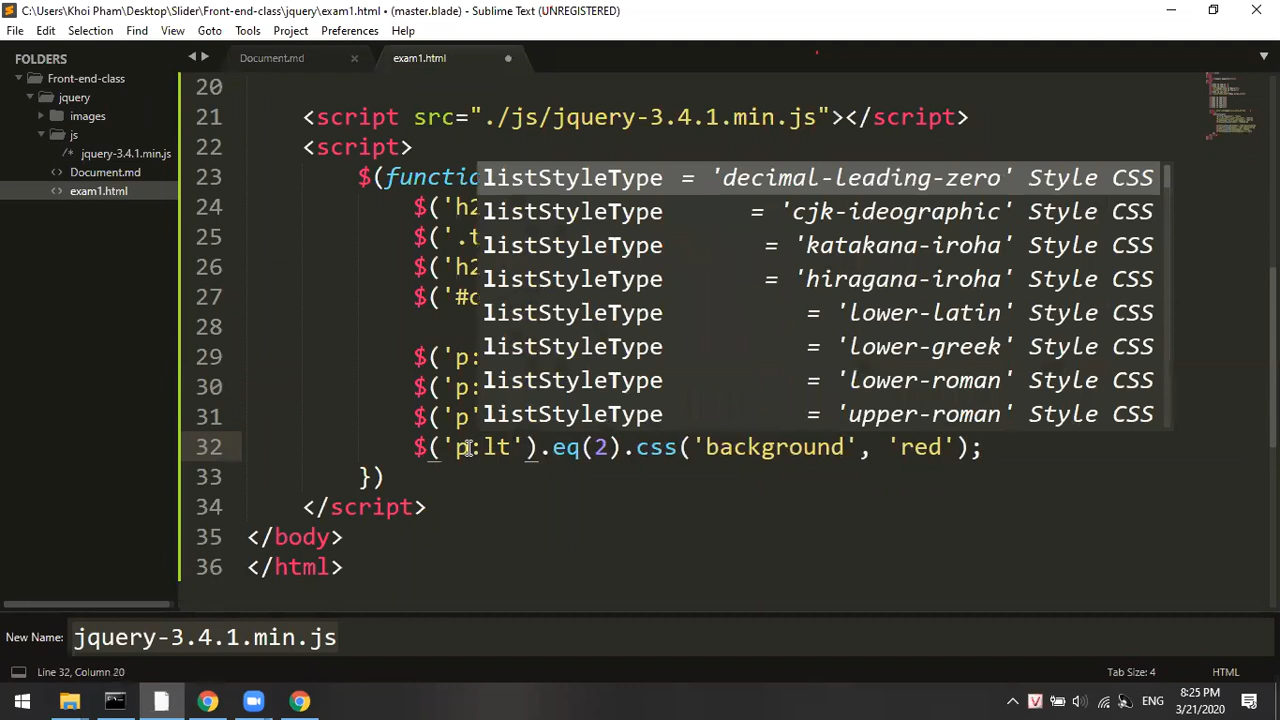 C:\Users\Khoi Pham\Desktop\Slider\Front-end-class\jquery\exam1.html • (master.blade) - Sublime Text (UNREGISTERED)
File Edit Selection Find View Goto Tools Project Preferences Help
FOLDERS
Front-end-class
jquery
images
js
jquery-3.4.1.min.js
Document.md
exam1.html
Document.md
exam1.html
20
21 <script src="./js/jquery-3.4.1.min.js"></script>
22 <script>
23 $(functio
24 $('h2
25 $('.t
26 $('h2
27 $('#
28
29 $('p:
30 $('p:
31 $('p'
32 $('p:lt').eq(2).css('background', 'red');
33 })
34 </script>
35 </body>
36 </html>
listStyleType = 'decimal-leading-zero' Style CSS
listStyleType = 'cjk-ideographic' Style CSS
listStyleType = 'katakana-iroha' Style CSS
listStyleType = 'hiragana-iroha' Style CSS
listStyleType = 'lower-latin' Style CSS
listStyleType = 'lower-greek' Style CSS
listStyleType = 'lower-roman' Style CSS
listStyleType = 'upper-roman' Style CSS
New Name: jquery-3.4.1.min.js
Line 32, Column 20
Tab Size: 4
HTML
V
ENG
8:25 PM
3/21/2020